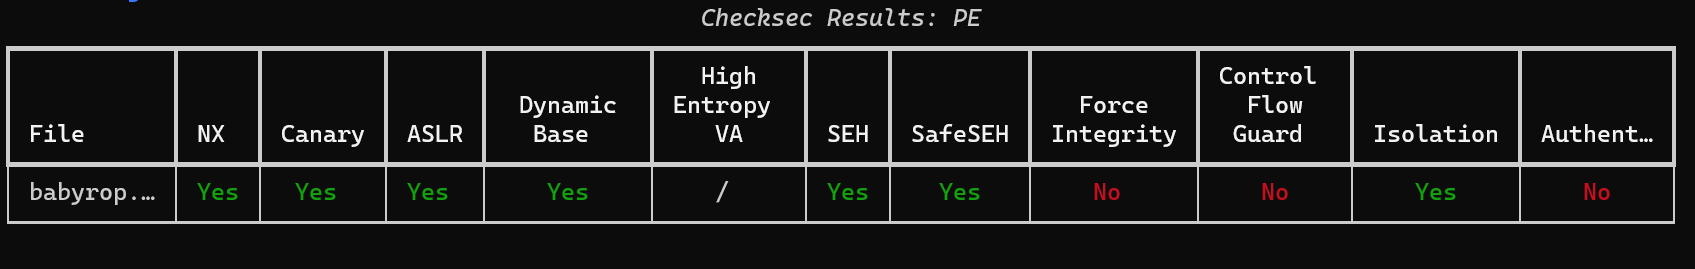 Checksec Results: PE
File NX Canary ASLR Dynamic Base High Entropy VA SEH SafeSEH Force Integrity Control Flow Guard Isolation Authent…
babyrop.… Yes Yes Yes Yes / Yes Yes No No Yes No